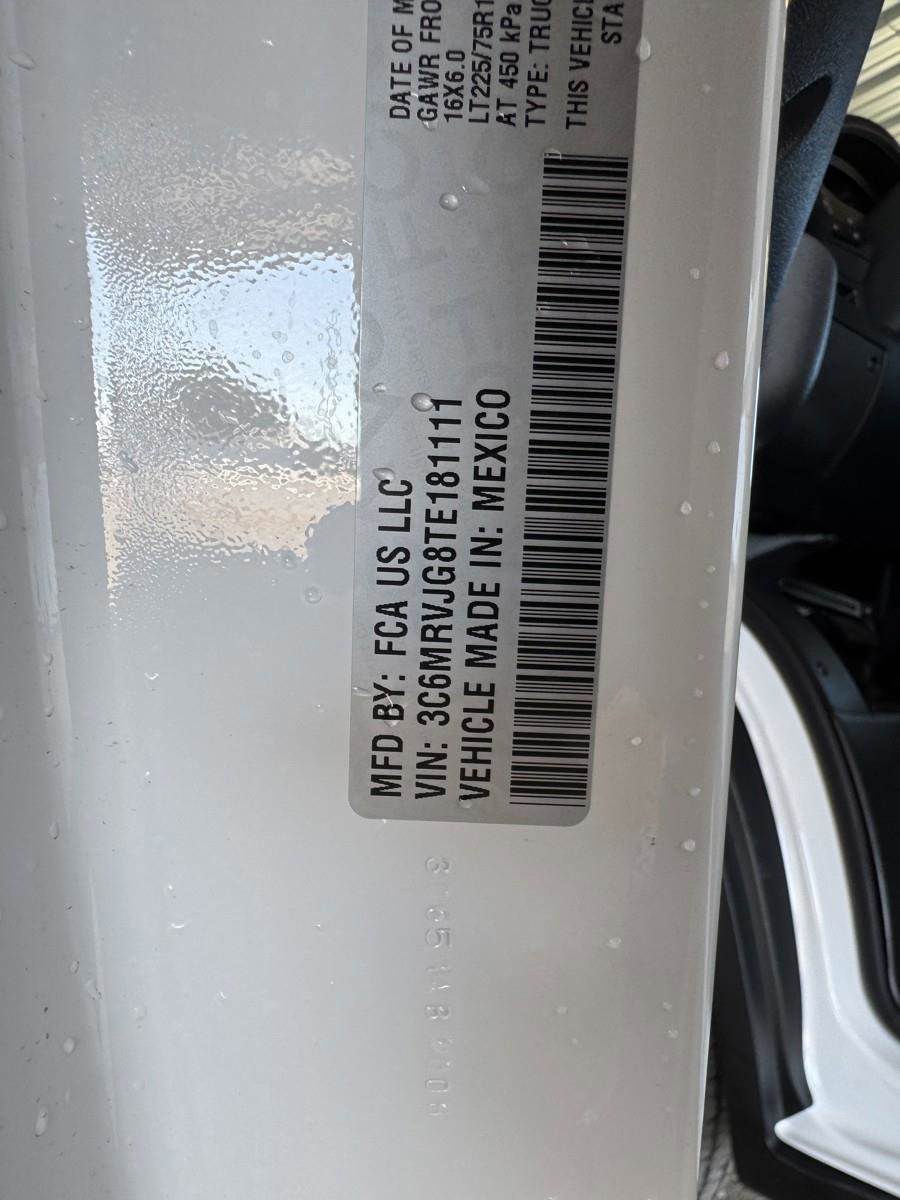 MFD BY: FCA US LLC
VIN: 3C6MRVJG8TE181111
VEHICLE MADE IN: MEXICO
DATE OF M
GAWR FRO
16X6.0
LT225/75R1
AT 450 kPa
TYPE: TRUC
THIS VEHICL
STA